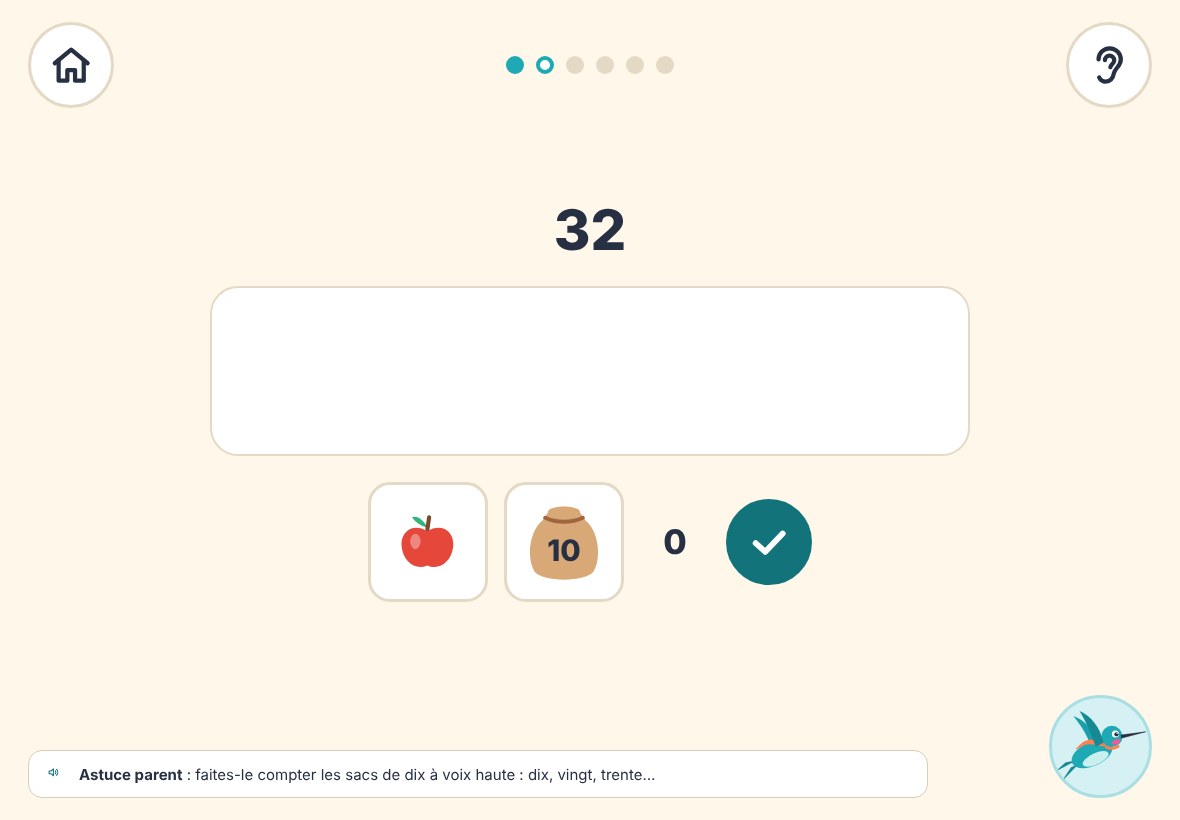 32
10
0
Astuce parent : faites-le compter les sacs de dix à voix haute : dix, vingt, trente…